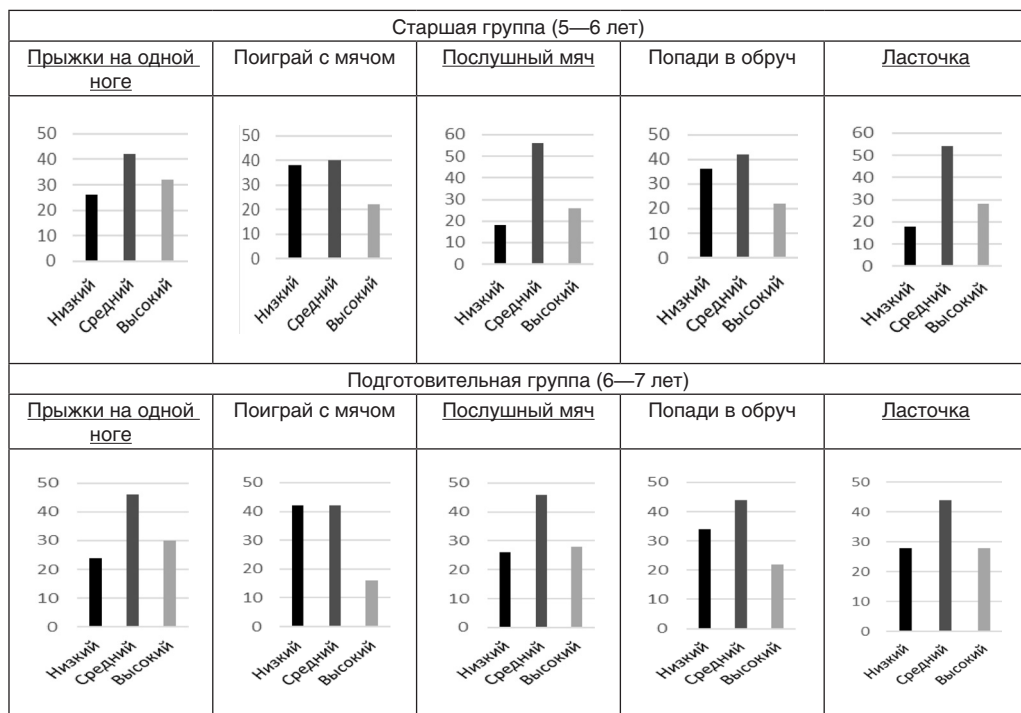 Старшая группа (5—6 лет)
Прыжки на одной ноге
Поиграй с мячом
Послушный мяч
Попади в обруч
Ласточка
50
40
30
20
10
0
Низкий
Средний
Высокий
50
40
30
20
10
0
Низкий
Средний
Высокий
60
50
40
30
20
10
0
Низкий
Средний
Высокий
50
40
30
20
10
0
Низкий
Средний
Высокий
60
50
40
30
20
10
0
Низкий
Средний
Высокий
Подготовительная группа (6—7 лет)
Прыжки на одной ноге
Поиграй с мячом
Послушный мяч
Попади в обруч
Ласточка
50
40
30
20
10
0
Низкий
Средний
Высокий
50
40
30
20
10
0
Низкий
Средний
Высокий
50
40
30
20
10
0
Низкий
Средний
Высокий
50
40
30
20
10
0
Низкий
Средний
Высокий
50
40
30
20
10
0
Низкий
Средний
Высокий